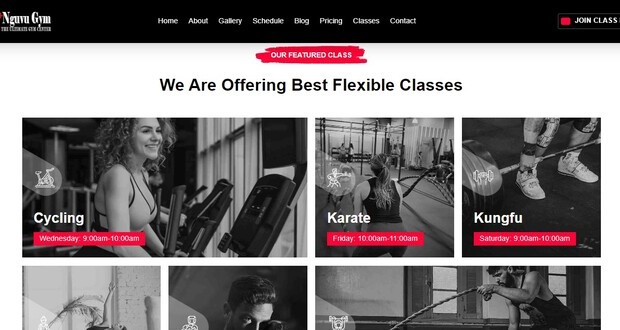 Nguvu Gym
THE ULTIMATE GYM CENTER
Home
About
Gallery
Schedule
Blog
Pricing
Classes
Contact
JOIN CLASS
OUR FEATURED CLASS
We Are Offering Best Flexible Classes
Cycling
Wednesday: 9:00am-10:00am
Karate
Friday: 10:00am-11:00am
Kungfu
Saturday: 9:00am-10:00am